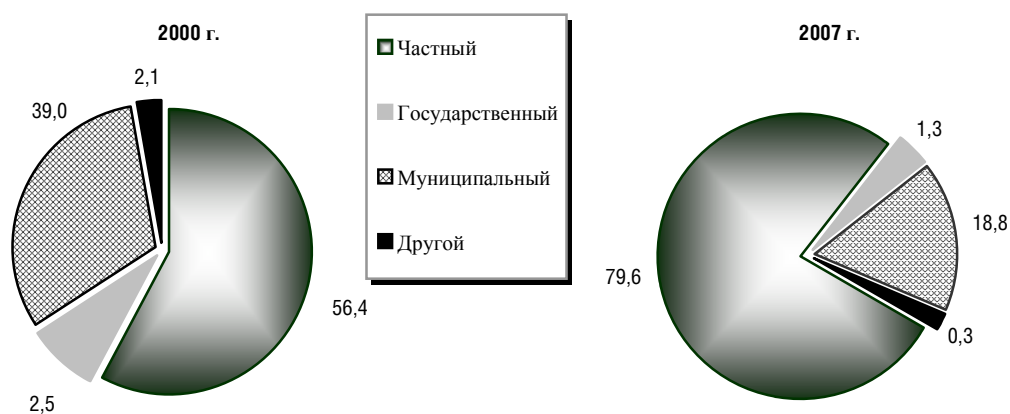 2000 г.
2,1
39,0
56,4
2,5
Частный
Государственный
Муниципальный
Другой
2007 г.
1,3
18,8
79,6
0,3